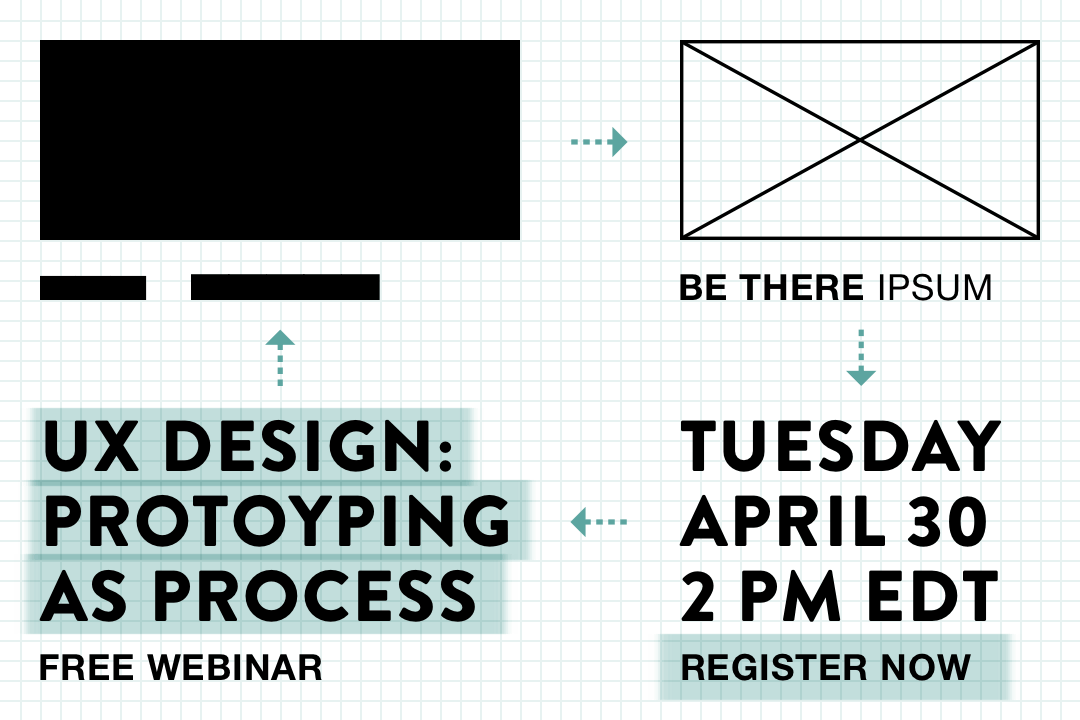 BE THERE IPSUM
UX DESIGN:
PROTOYPING
AS PROCESS
FREE WEBINAR
TUESDAY
APRIL 30
2 PM EDT
REGISTER NOW